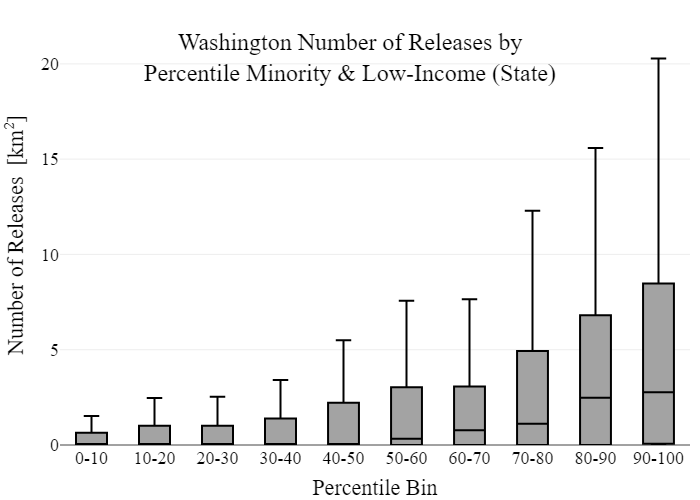 Washington Number of Releases by
Percentile Minority & Low-Income (State)
Number of Releases [km²]
20
15
10
5
0
0-10 10-20 20-30 30-40 40-50 50-60 60-70 70-80 80-90 90-100
Percentile Bin